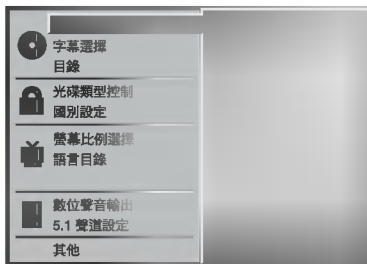 字幕選擇
目錄
光碟類型控制
國別設定
螢幕比例選擇
語言目錄
數位聲音輸出
5.1 聲道設定
其他